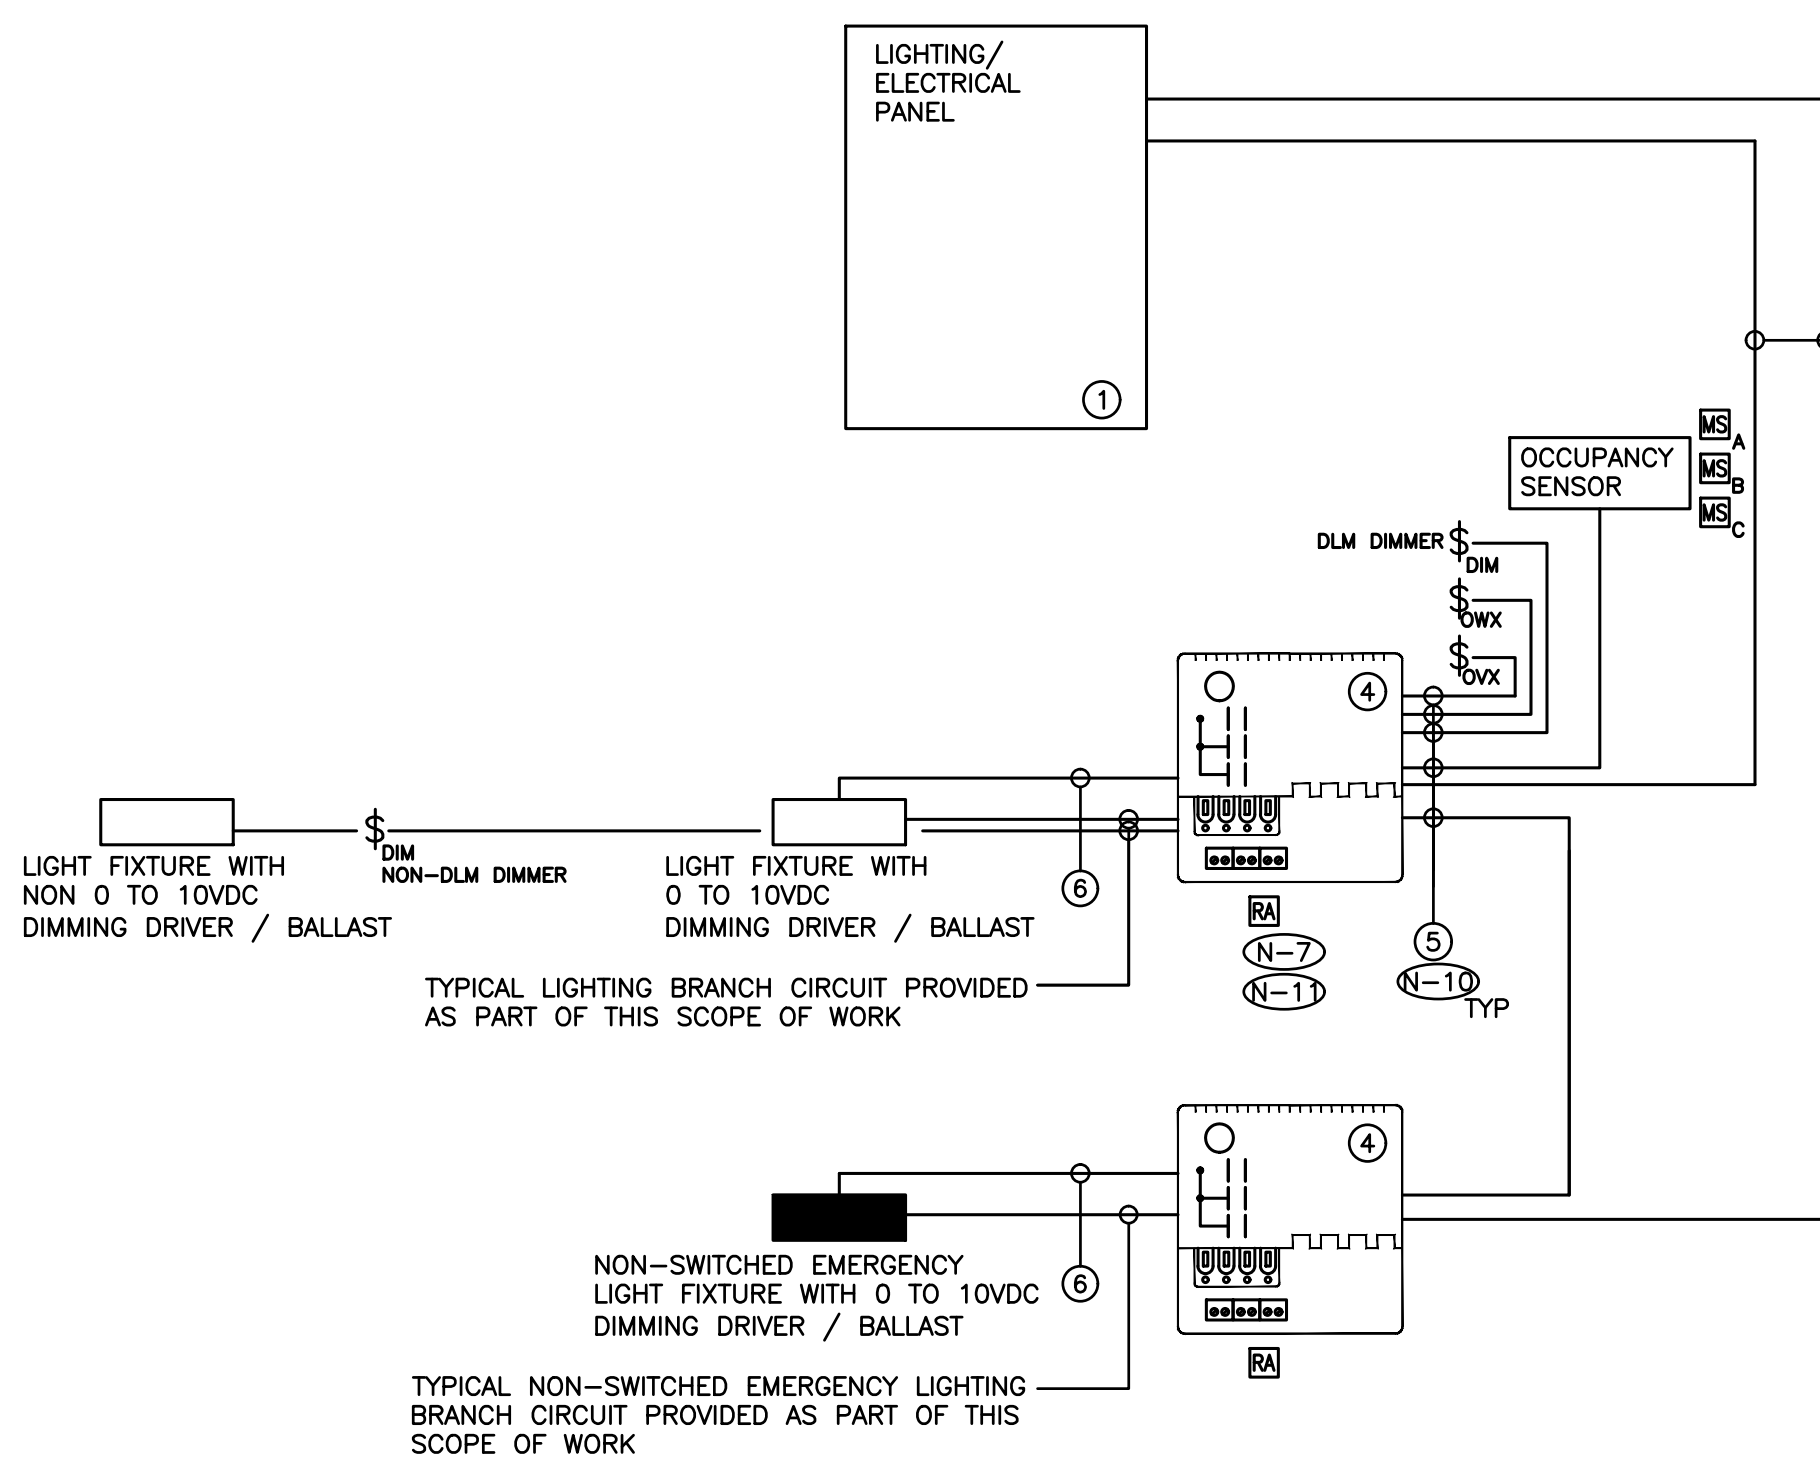 LIGHTING/
ELECTRICAL
PANEL
1
MS A
OCCUPANCY
SENSOR
MS B
MS C
DLM DIMMER $ DIM
$ OWX
$ OVX
4
$ DIM
NON-DLM DIMMER
LIGHT FIXTURE WITH
NON 0 TO 10VDC
DIMMING DRIVER / BALLAST
LIGHT FIXTURE WITH
0 TO 10VDC
DIMMING DRIVER / BALLAST
6
RA
N-7
N-11
5
N-10
TYP
TYPICAL LIGHTING BRANCH CIRCUIT PROVIDED
AS PART OF THIS SCOPE OF WORK
4
NON-SWITCHED EMERGENCY
LIGHT FIXTURE WITH 0 TO 10VDC
DIMMING DRIVER / BALLAST
6
RA
TYPICAL NON-SWITCHED EMERGENCY LIGHTING
BRANCH CIRCUIT PROVIDED AS PART OF THIS
SCOPE OF WORK